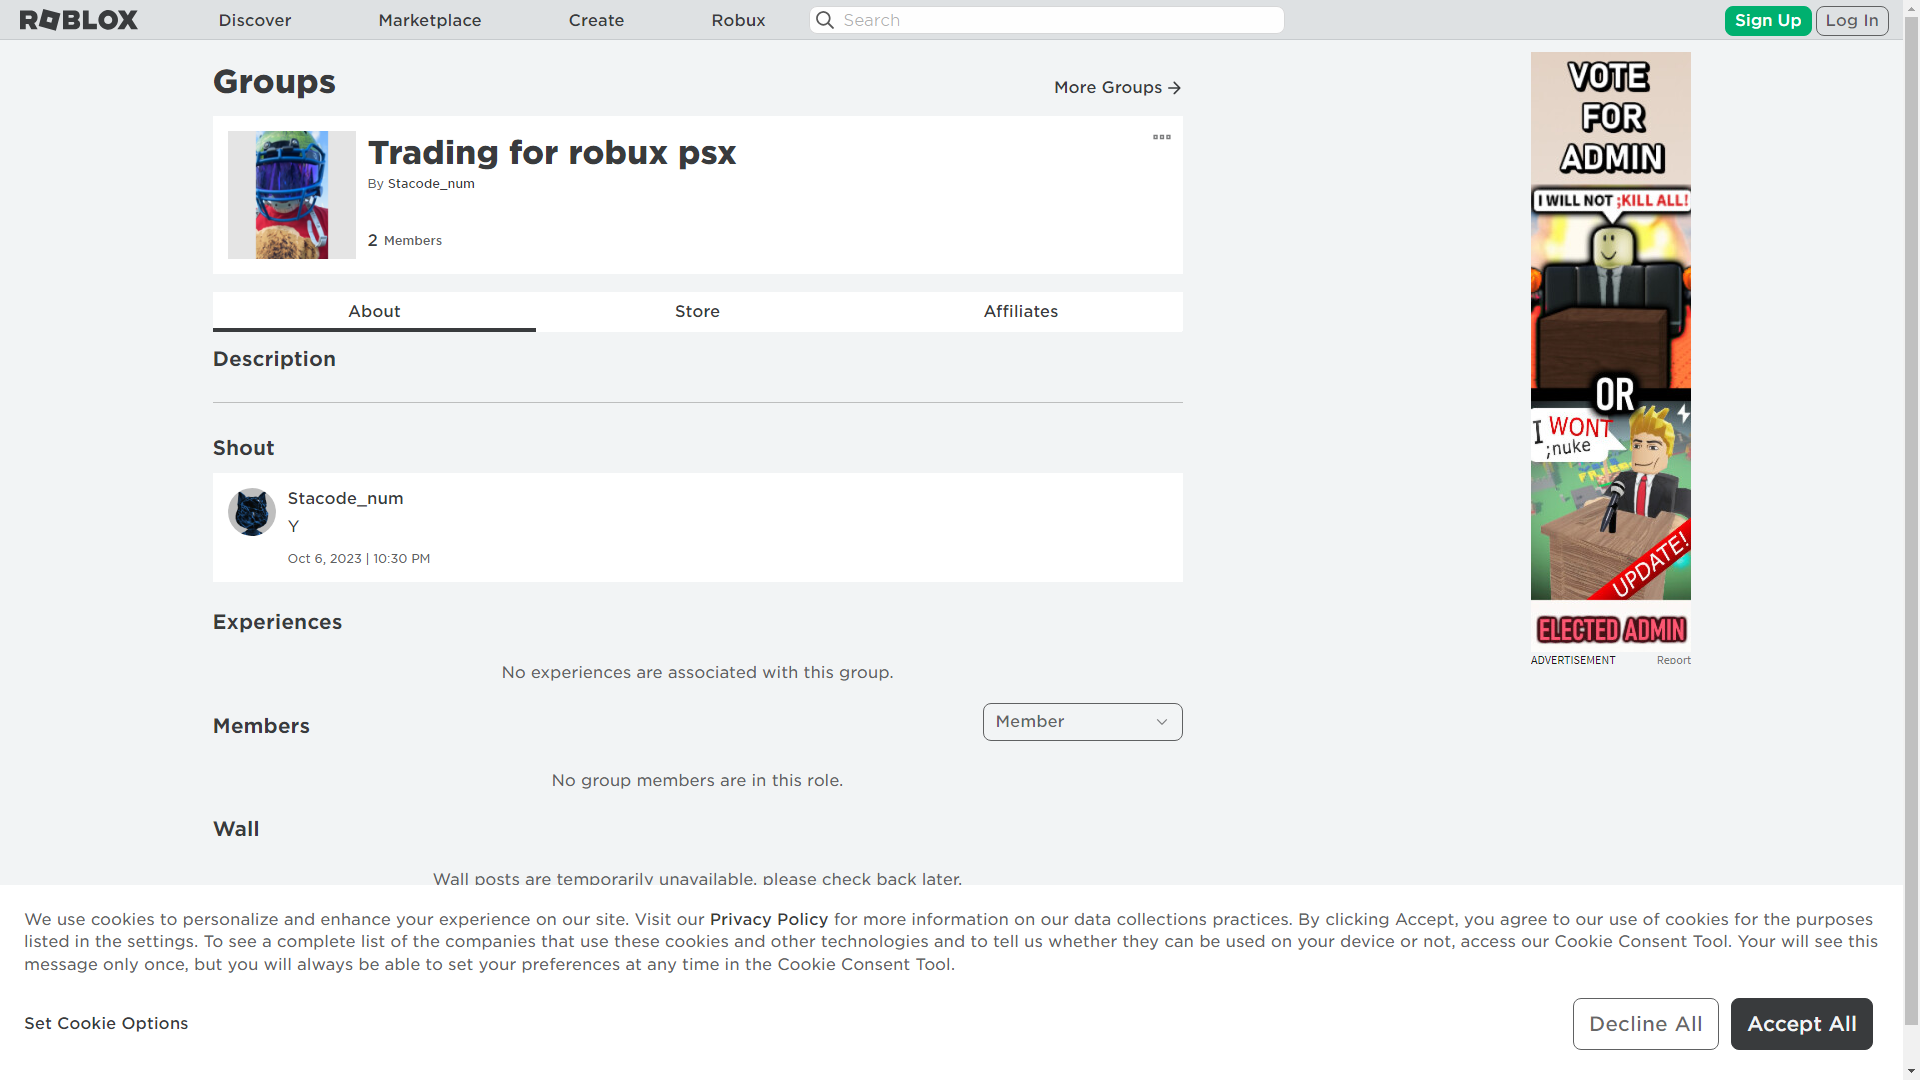 ROBLOX
Discover
Marketplace
Create
Robux
Search
Sign Up
Log In
Groups
More Groups
Trading for robux psx
By Stacode_num
2 Members
About
Store
Affiliates
Description
Shout
Stacode_num
Y
Oct 6, 2023 | 10:30 PM
Experiences
No experiences are associated with this group.
Members
Member
No group members are in this role.
Wall
Wall posts are temporarily unavailable, please check back later.
VOTE
FOR
ADMIN
I WILL NOT ;KILL ALL!
OR
I WONT
;nuke
UPDATE!
ELECTED ADMIN
ADVERTISEMENT
Report
We use cookies to personalize and enhance your experience on our site. Visit our Privacy Policy for more information on our data collections practices. By clicking Accept, you agree to our use of cookies for the purposes
listed in the settings. To see a complete list of the companies that use these cookies and other technologies and to tell us whether they can be used on your device or not, access our Cookie Consent Tool. Your will see this
message only once, but you will always be able to set your preferences at any time in the Cookie Consent Tool.
Set Cookie Options
Decline All
Accept All